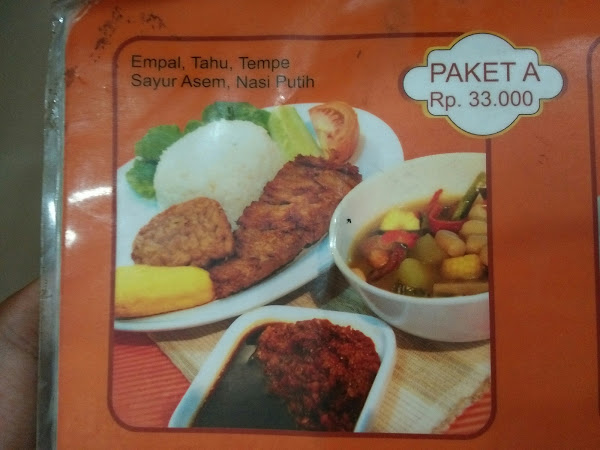 Empal, Tahu, Tempe
Sayur Asem, Nasi Putih
PAKET A
Rp. 33.000